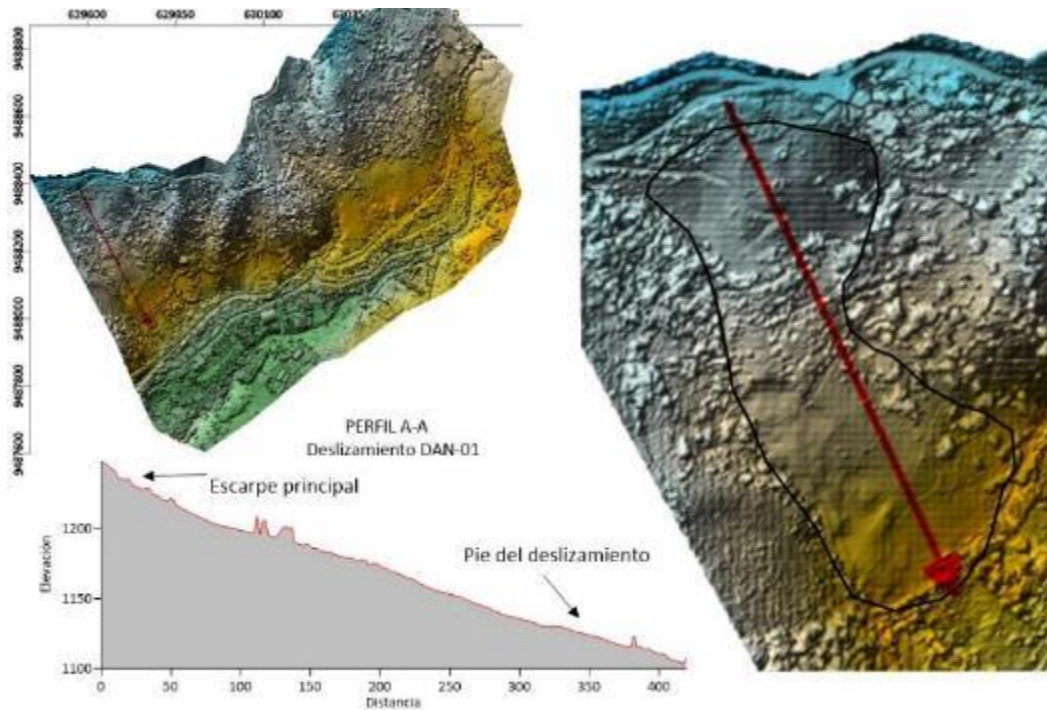 629600 629850 630100
9488800
9488600
9488400
9488200
9488000
9487800
9487600
PERFIL A-A
Deslizamiento DAN-01
Escarpe principal
Pie del deslizamiento
Elevación
1200
1150
1100
0 50 100 150 200 250 300 350 400
Distancia